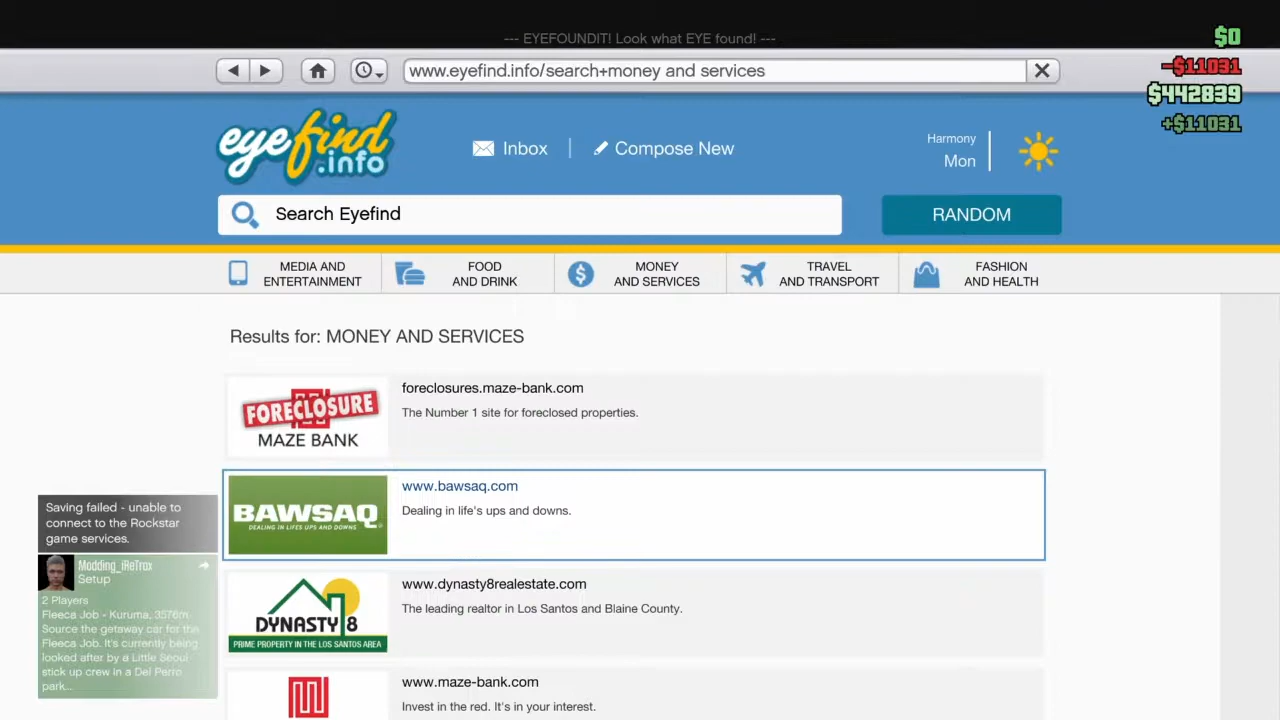 --- EYEFOUNDIT! Look what EYE found! ---
$0
-$11031
$442839
+$11031
www.eyefind.info/search+money and services
eyefind
.info
Inbox
Compose New
Harmony
Mon
Search Eyefind
RANDOM
MEDIA AND
ENTERTAINMENT
FOOD
AND DRINK
MONEY
AND SERVICES
TRAVEL
AND TRANSPORT
FASHION
AND HEALTH
Results for: MONEY AND SERVICES
FORECLOSURE
MAZE BANK
foreclosures.maze-bank.com
The Number 1 site for foreclosed properties.
BAWSAQ
DEALING IN LIFE'S UPS AND DOWNS
www.bawsaq.com
Dealing in life's ups and downs.
DYNASTY 8
PRIME PROPERTY IN THE LOS SANTOS AREA
www.dynasty8realestate.com
The leading realtor in Los Santos and Blaine County.
www.maze-bank.com
Invest in the red. It's in your interest.
Saving failed - unable to
connect to the Rockstar
game services.
Modding_iReTrax
Setup
2 Players
Fleeca Job - Kuruma, 3576m
Source the getaway car for the
Fleeca Job. It's currently being
looked after by a Little Seoul
stick up crew in a Del Perro
park...